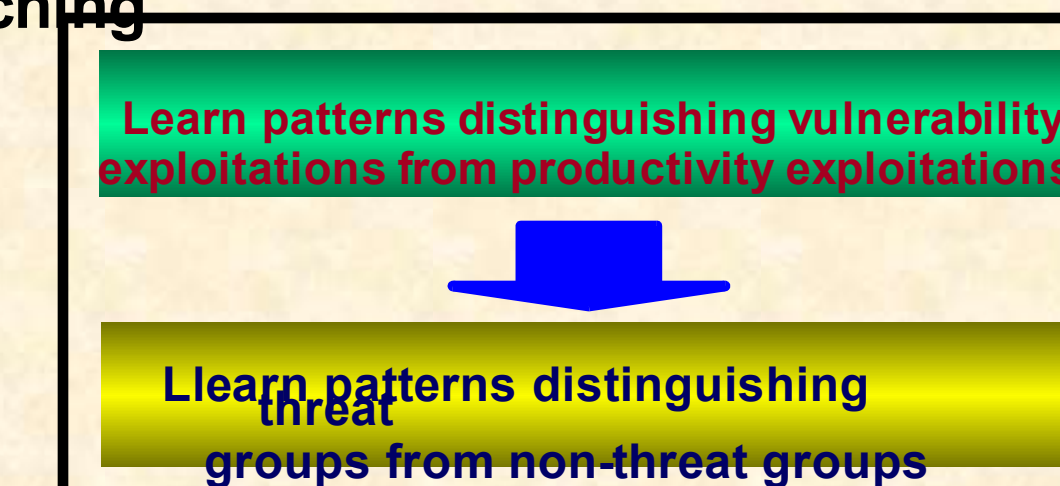 ching
Learn patterns distinguishing vulnerability
exploitations from productivity exploitations
Llearn patterns distinguishing
threat
groups from non-threat groups